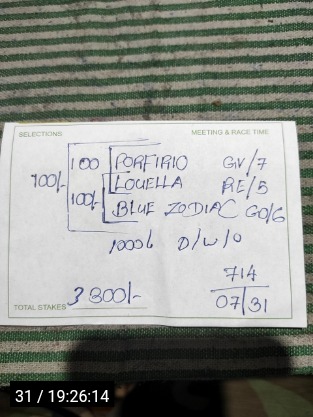 SELECTIONS MEETING & RACE TIME
100 PORFIRIO GV/7
700/- LOUELLA RE/5
100/- BLUE ZODIAC GO/6
1000/- D/W/O
714
07/31
TOTAL STAKES 3800/-
31 / 19:26:14